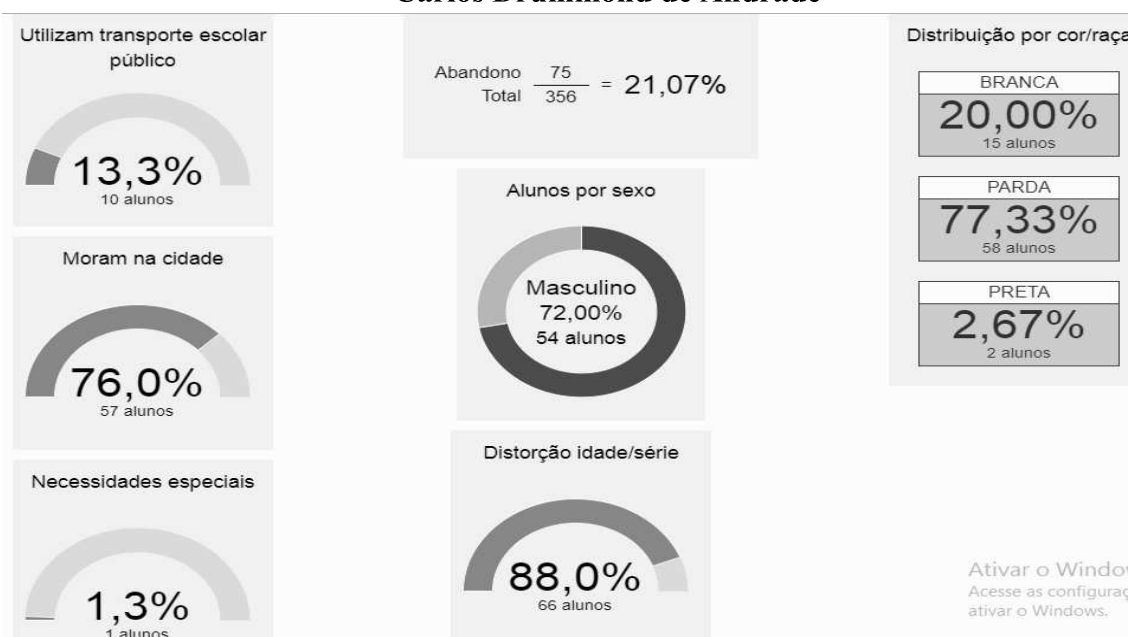 Carlos Drummond de Andrade
Utilizam transporte escolar
público
13,3%
10 alunos
Moram na cidade
76,0%
57 alunos
Necessidades especiais
1,3%
1 alunos
Abandono 75
Total 356 = 21,07%
Alunos por sexo
Masculino
72,00%
54 alunos
Distorção idade/série
88,0%
66 alunos
Distribuição por cor/raça
BRANCA
20,00%
15 alunos
PARDA
77,33%
58 alunos
PRETA
2,67%
2 alunos
Ativar o Window
Acesse as configuraç
ativar o Windows.